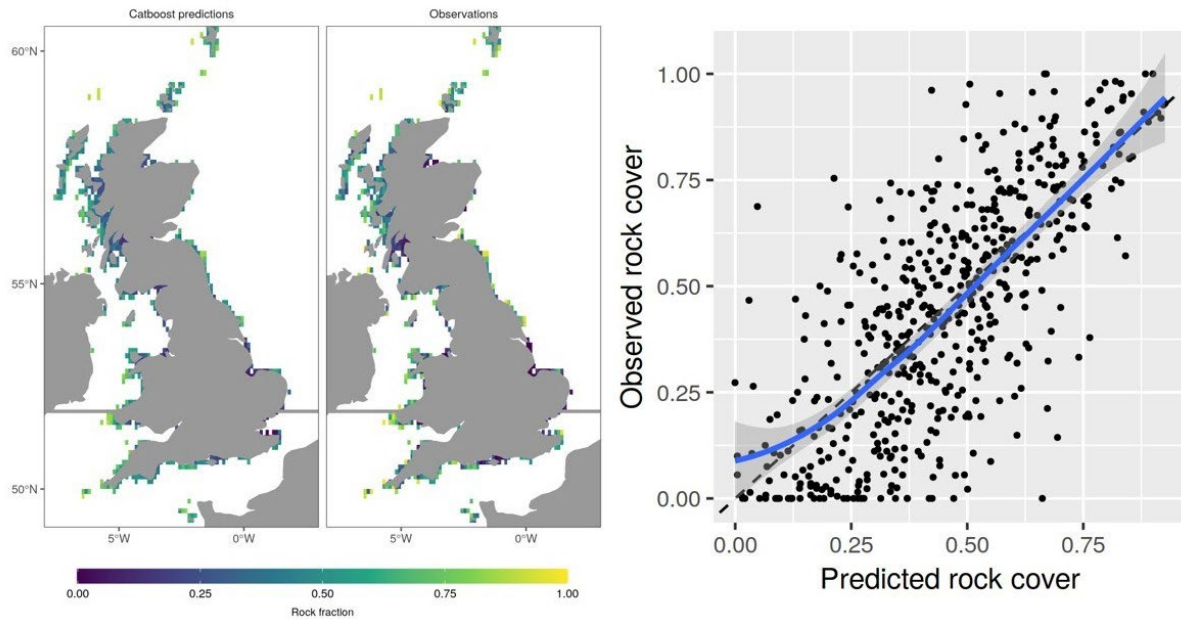 Catboost predictions
Observations
60°N
55°N
50°N
5°W
0°W
5°W
0°W
0.00
0.25
0.50
0.75
1.00
Rock fraction
Observed rock cover
1.00
0.75
0.50
0.25
0.00
0.00
0.25
0.50
0.75
Predicted rock cover